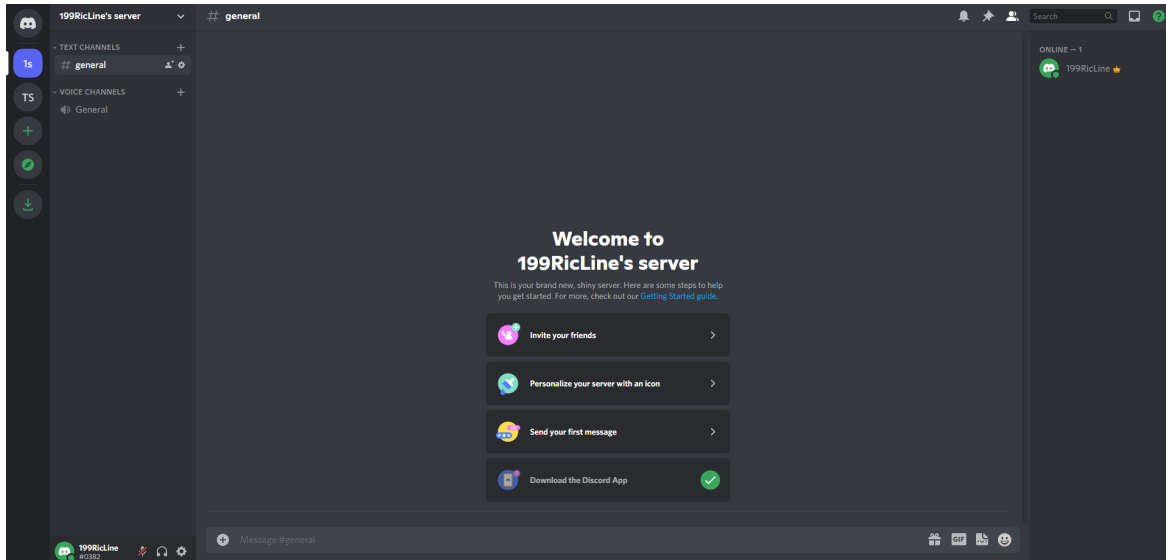 199RicLine's server
# general
Search
1s
TS
TEXT CHANNELS
# general
VOICE CHANNELS
General
Welcome to
199RicLine's server
This is your brand new, shiny server. Here are some steps to help
you get started. For more, check out our Getting Started guide.
Invite your friends
Personalize your server with an icon
Send your first message
Download the Discord App
Message #general
GIF
ONLINE — 1
199RicLine
199RicLine
#0382